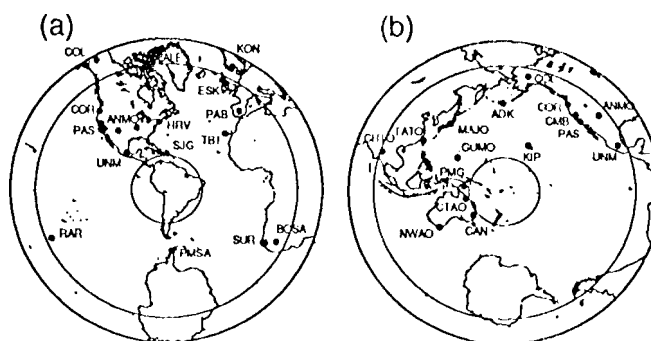 (a)
COL
ALE
KON
ESK
COR
ANMO
HRV
PAB
PAS
TBT
SJG
UNM
RAR
PMSA
SUR
BOSA
(b)
COL
ADK
COR
ANMO
CMB
PAS
UNM
TATO
MAJO
GUMO
KIP
PMG
CTAO
NWAO
CAN